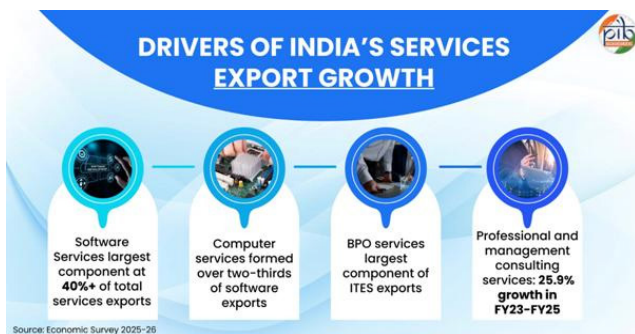 pib
DRIVERS OF INDIA'S SERVICES
EXPORT GROWTH
Software
Services largest
component at
40%+ of total
services exports
Computer
services formed
over two-thirds
of software
exports
BPO services
largest
component of
ITES exports
Professional and
management
consulting
services: 25.9%
growth in
FY23-FY25
Source: Economic Survey 2025-26